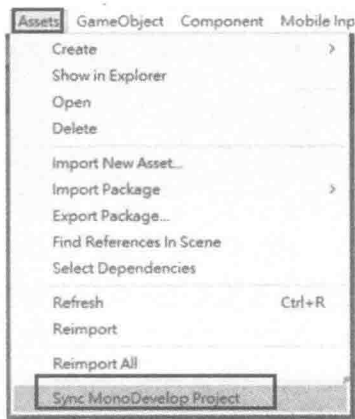 Assets GameObject Component Mobile Inp
Create >
Show in Explorer
Open
Delete
Import New Asset...
Import Package >
Export Package...
Find References In Scene
Select Dependencies
Refresh Ctrl+R
Reimport
Reimport All
Sync MonoDevelop Project